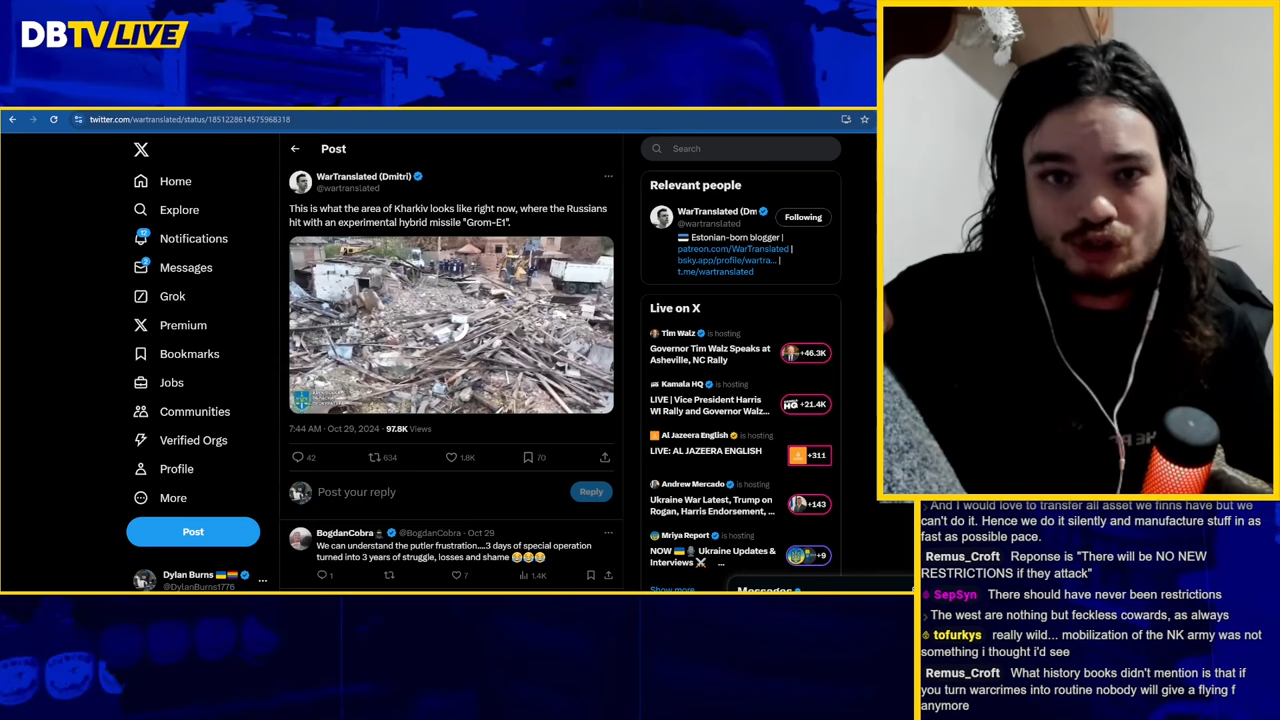 DBTV LIVE
twitter.com/wartranslated/status/1851228614575968318
Home
Explore
17
Notifications
2
Messages
Grok
Premium
Bookmarks
Jobs
Communities
Verified Orgs
Profile
More
Post
Dylan Burns
@DylanBurns1776
Post
WarTranslated (Dmitri)
@wartranslated
This is what the area of Kharkiv looks like right now, where the Russians
hit with an experimental hybrid missile "Grom-E1".
7:44 AM · Oct 29, 2024 · 97.8K Views
42
634
1.8K
70
Post your reply
Reply
BogdanCobra @BogdanCobra · Oct 29
We can understand the putler frustration....3 days of special operation
turned into 3 years of struggle, losses and shame 😂😂😂
1
7
1.4K
Search
Relevant people
WarTranslated (Dm
@wartranslated
Following
Estonian-born blogger |
patreon.com/WarTranslated |
bsky.app/profile/wartra... |
t.me/wartranslated
Live on X
Tim Walz is hosting
Governor Tim Walz Speaks at
Asheville, NC Rally
+46.3K
Kamala HQ is hosting
LIVE | Vice President Harris
WI Rally and Governor Walz...
HQ +21.4K
Al Jazeera English is hosting
LIVE: AL JAZEERA ENGLISH
+311
Andrew Mercado is hosting
Ukraine War Latest, Trump on
Rogan, Harris Endorsement, ...
+143
Mriya Report is hosting
NOW 🇺🇦🎙 Ukraine Updates &
Interviews ⚔ ...
+9
Show more
Messages
And I would love to transfer all asset we finns have but we
can't do it. Hence we do it silently and manufacture stuff in as
fast as possible pace.
Remus_Croft Reponse is "There will be NO NEW
RESTRICTIONS if they attack"
SepSyn There should have never been restrictions
The west are nothing but feckless cowards, as always
tofurkys really wild... mobilization of the NK army was not
something i thought i'd see
Remus_Croft What history books didn't mention is that if
you turn warcrimes into routine nobody will give a flying f
anymore